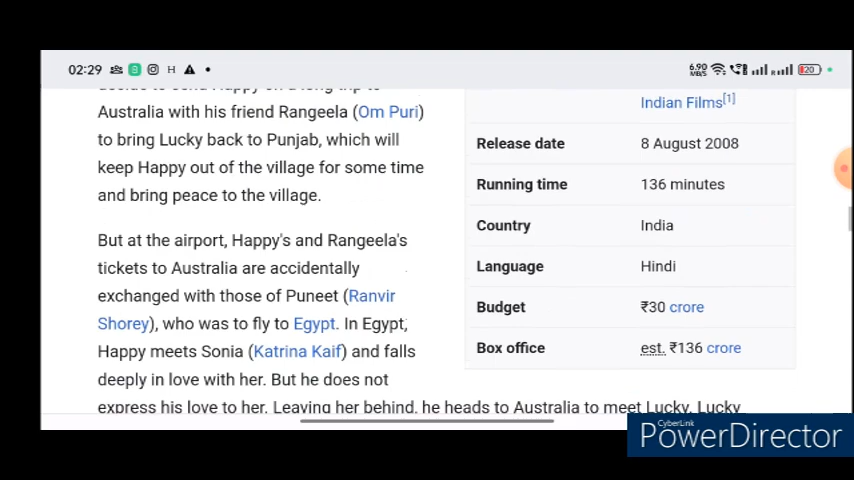 02:29 H
6.90
MB/S
20
Australia with his friend Rangeela (Om Puri)
to bring Lucky back to Punjab, which will
keep Happy out of the village for some time
and bring peace to the village.
But at the airport, Happy's and Rangeela's
tickets to Australia are accidentally
exchanged with those of Puneet (Ranvir
Shorey), who was to fly to Egypt. In Egypt,
Happy meets Sonia (Katrina Kaif) and falls
deeply in love with her. But he does not
express his love to her. Leaving her behind, he heads to Australia to meet Lucky. Lucky
Indian Films[1]
Release date 8 August 2008
Running time 136 minutes
Country India
Language Hindi
Budget ₹30 crore
Box office est. ₹136 crore
CyberLink
PowerDirector